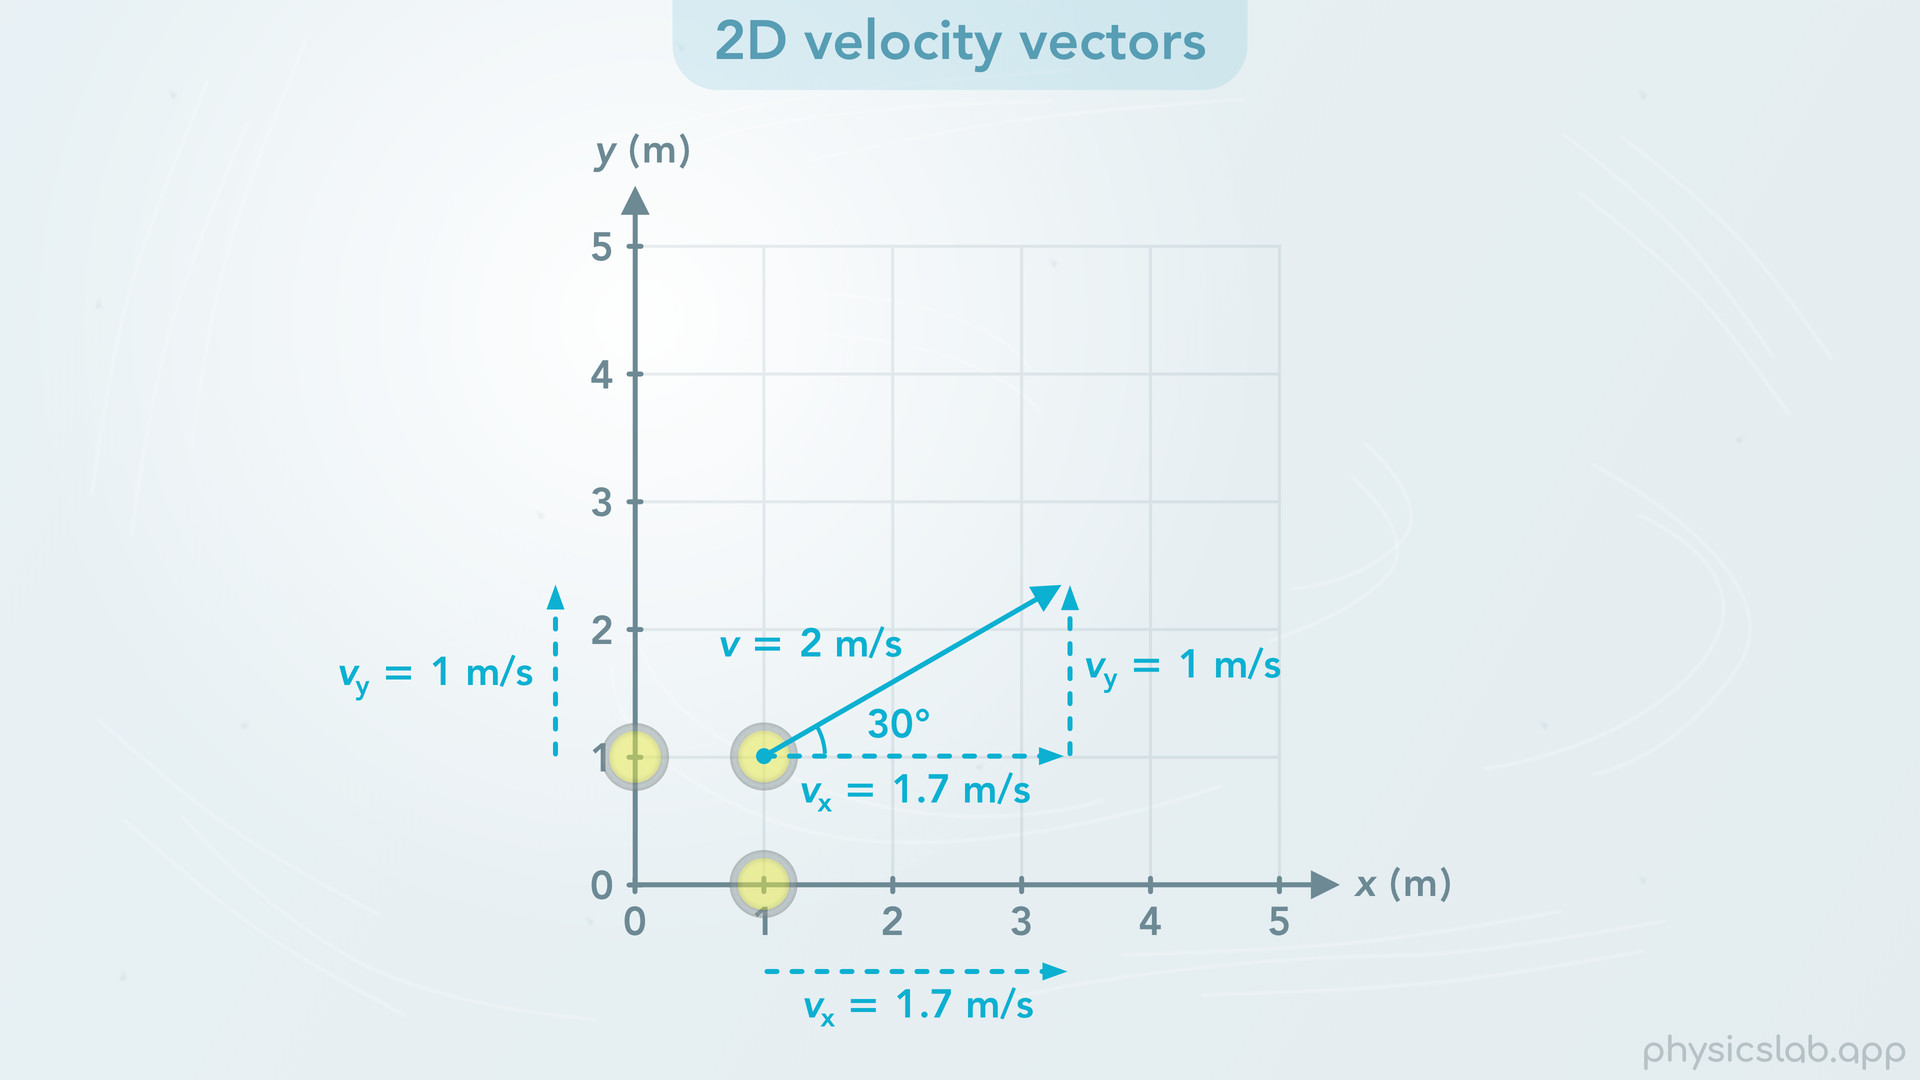 2D velocity vectors
y (m)
5
4
3
2
1
0
v = 2 m/s
30°
vy = 1 m/s
vy = 1 m/s
vx = 1.7 m/s
x (m)
0 1 2 3 4 5
vx = 1.7 m/s
physicslab.app